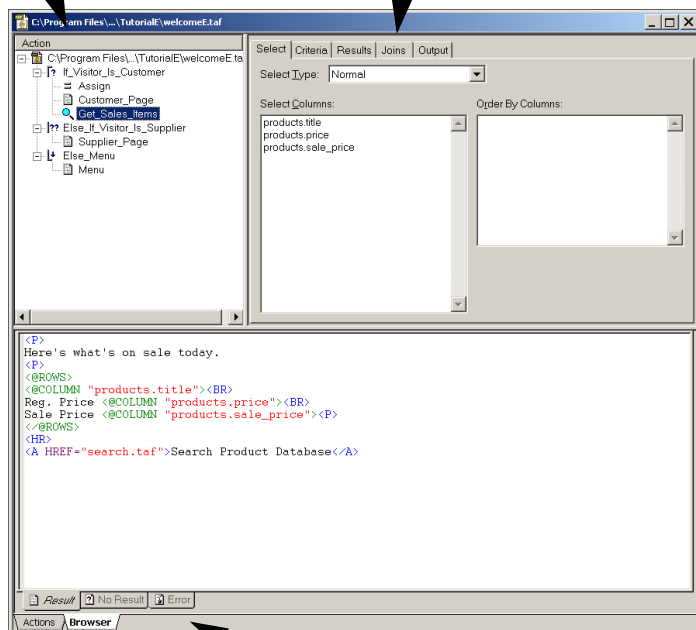 C:\Program Files\...\TutorialE\welcomeE.taf
Action
C:\Program Files\...\TutorialE\welcomeE.ta
If_Visitor_Is_Customer
Assign
Customer_Page
Get_Sales_Items
Else_If_Visitor_Is_Supplier
Supplier_Page
Else_Menu
Menu
Select Criteria Results Joins Output
Select Type: Normal
Select Columns: Order By Columns:
products.title
products.price
products.sale_price
<P>
Here's what's on sale today.
<P>
<@ROWS>
<@COLUMN "products.title"><BR>
Reg. Price <@COLUMN "products.price"><BR>
Sale Price <@COLUMN "products.sale_price"><P>
</@ROWS>
<HR>
<A HREF="search.taf">Search Product Database</A>
Result No Result Error
Actions Browser